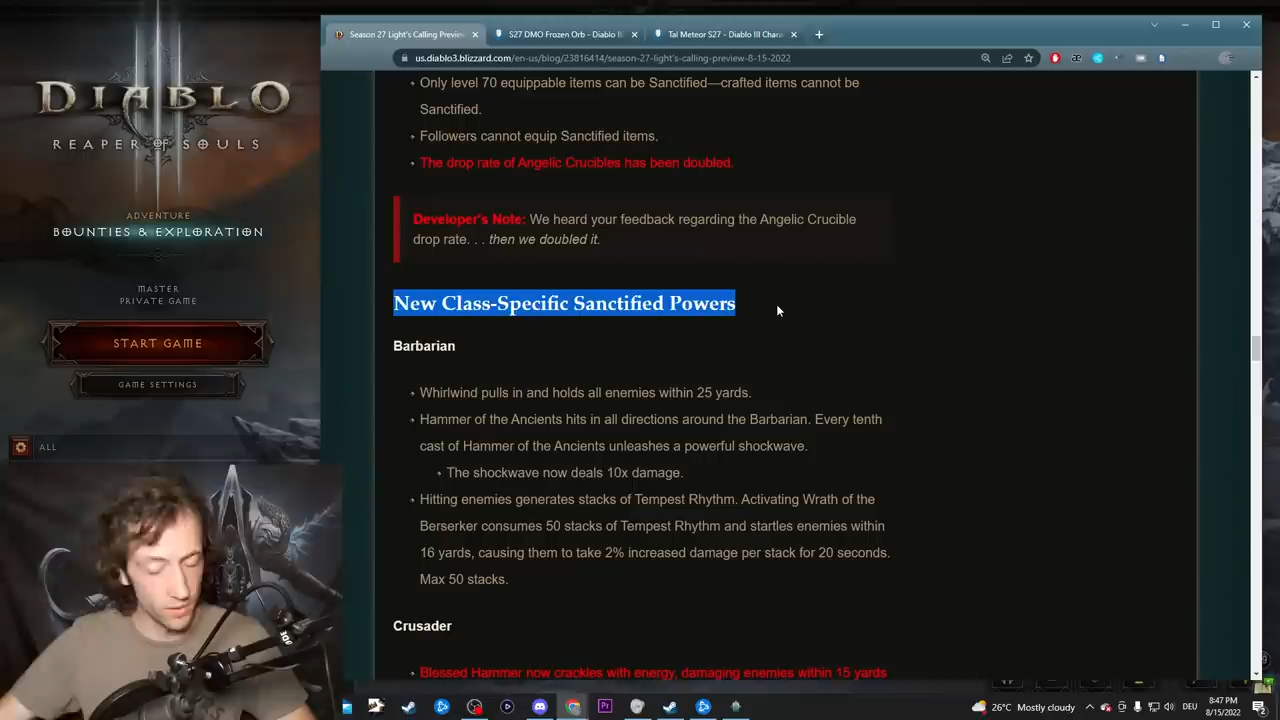 Season 27 Light's Calling Preview
S27 DMO Frozen Orb - Diablo II
Tal Meteor S27 - Diablo III Chara
us.diablo3.blizzard.com/en-us/blog/23816414/season-27-light's-calling-preview-8-15-2022
DIABLO
REAPER OF SOULS
ADVENTURE
BOUNTIES & EXPLORATION
MASTER
PRIVATE GAME
START GAME
GAME SETTINGS
ALL
Only level 70 equippable items can be Sanctified—crafted items cannot be
Sanctified.
Followers cannot equip Sanctified items.
The drop rate of Angelic Crucibles has been doubled.
Developer's Note: We heard your feedback regarding the Angelic Crucible
drop rate. . . then we doubled it.
New Class-Specific Sanctified Powers
Barbarian
Whirlwind pulls in and holds all enemies within 25 yards.
Hammer of the Ancients hits in all directions around the Barbarian. Every tenth
cast of Hammer of the Ancients unleashes a powerful shockwave.
The shockwave now deals 10x damage.
Hitting enemies generates stacks of Tempest Rhythm. Activating Wrath of the
Berserker consumes 50 stacks of Tempest Rhythm and startles enemies within
16 yards, causing them to take 2% increased damage per stack for 20 seconds.
Max 50 stacks.
Crusader
Blessed Hammer now crackles with energy, damaging enemies within 15 yards
26°C Mostly cloudy
DEU
8:47 PM
8/15/2022